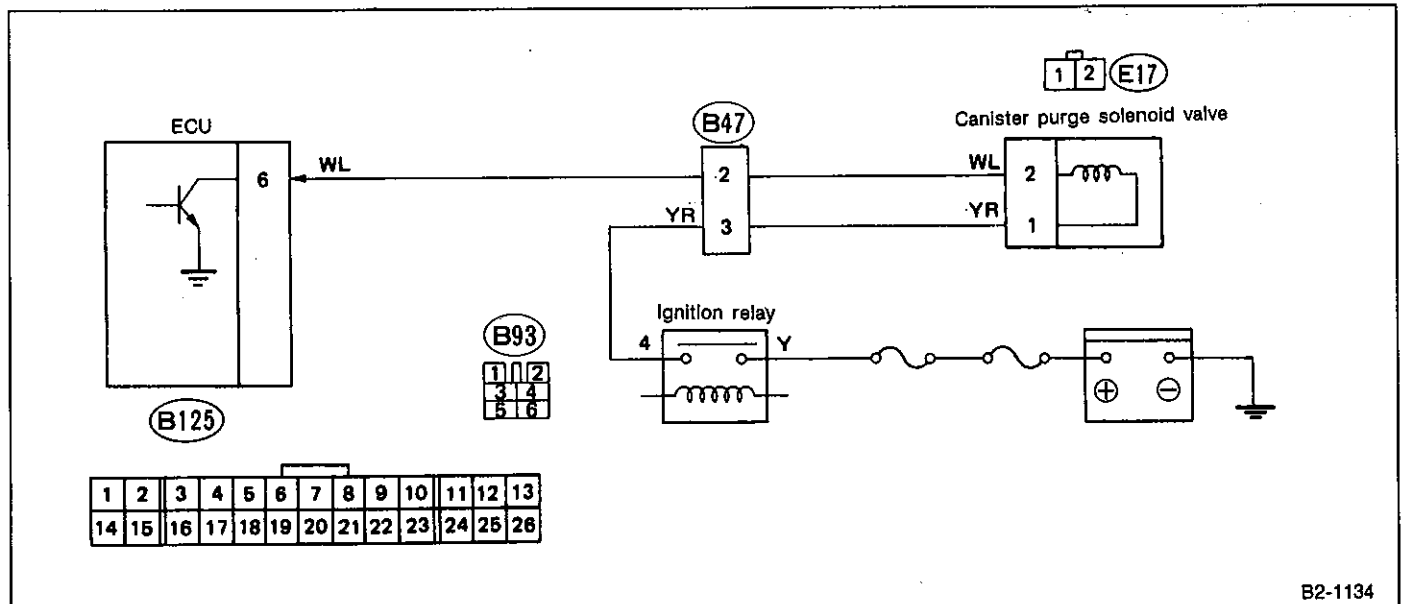 1 2 E17
Canister purge solenoid valve
ECU
B47
6 WL
2 WL 2
YR 3 YR 1
Ignition relay
B93
4 Y
1 2
3 4
5 6
⊕ ⊖
B125
1 2 3 4 5 6 7 8 9 10 11 12 13
14 15 16 17 18 19 20 21 22 23 24 25 26
B2-1134